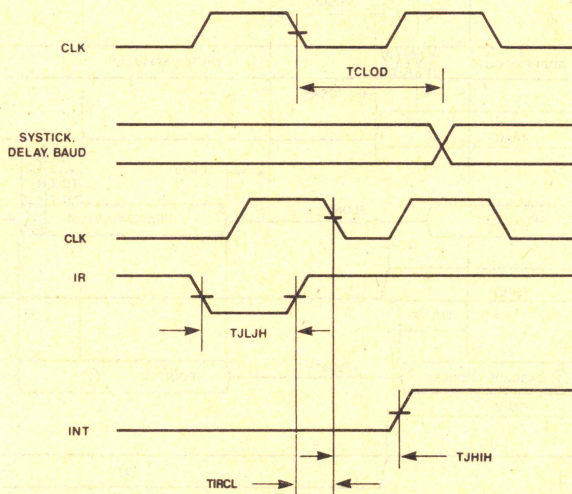 CLK
TCLOD
SYSTICK,
DELAY, BAUD
CLK
IR
TJLJH
INT
TJHIH
TIRCL